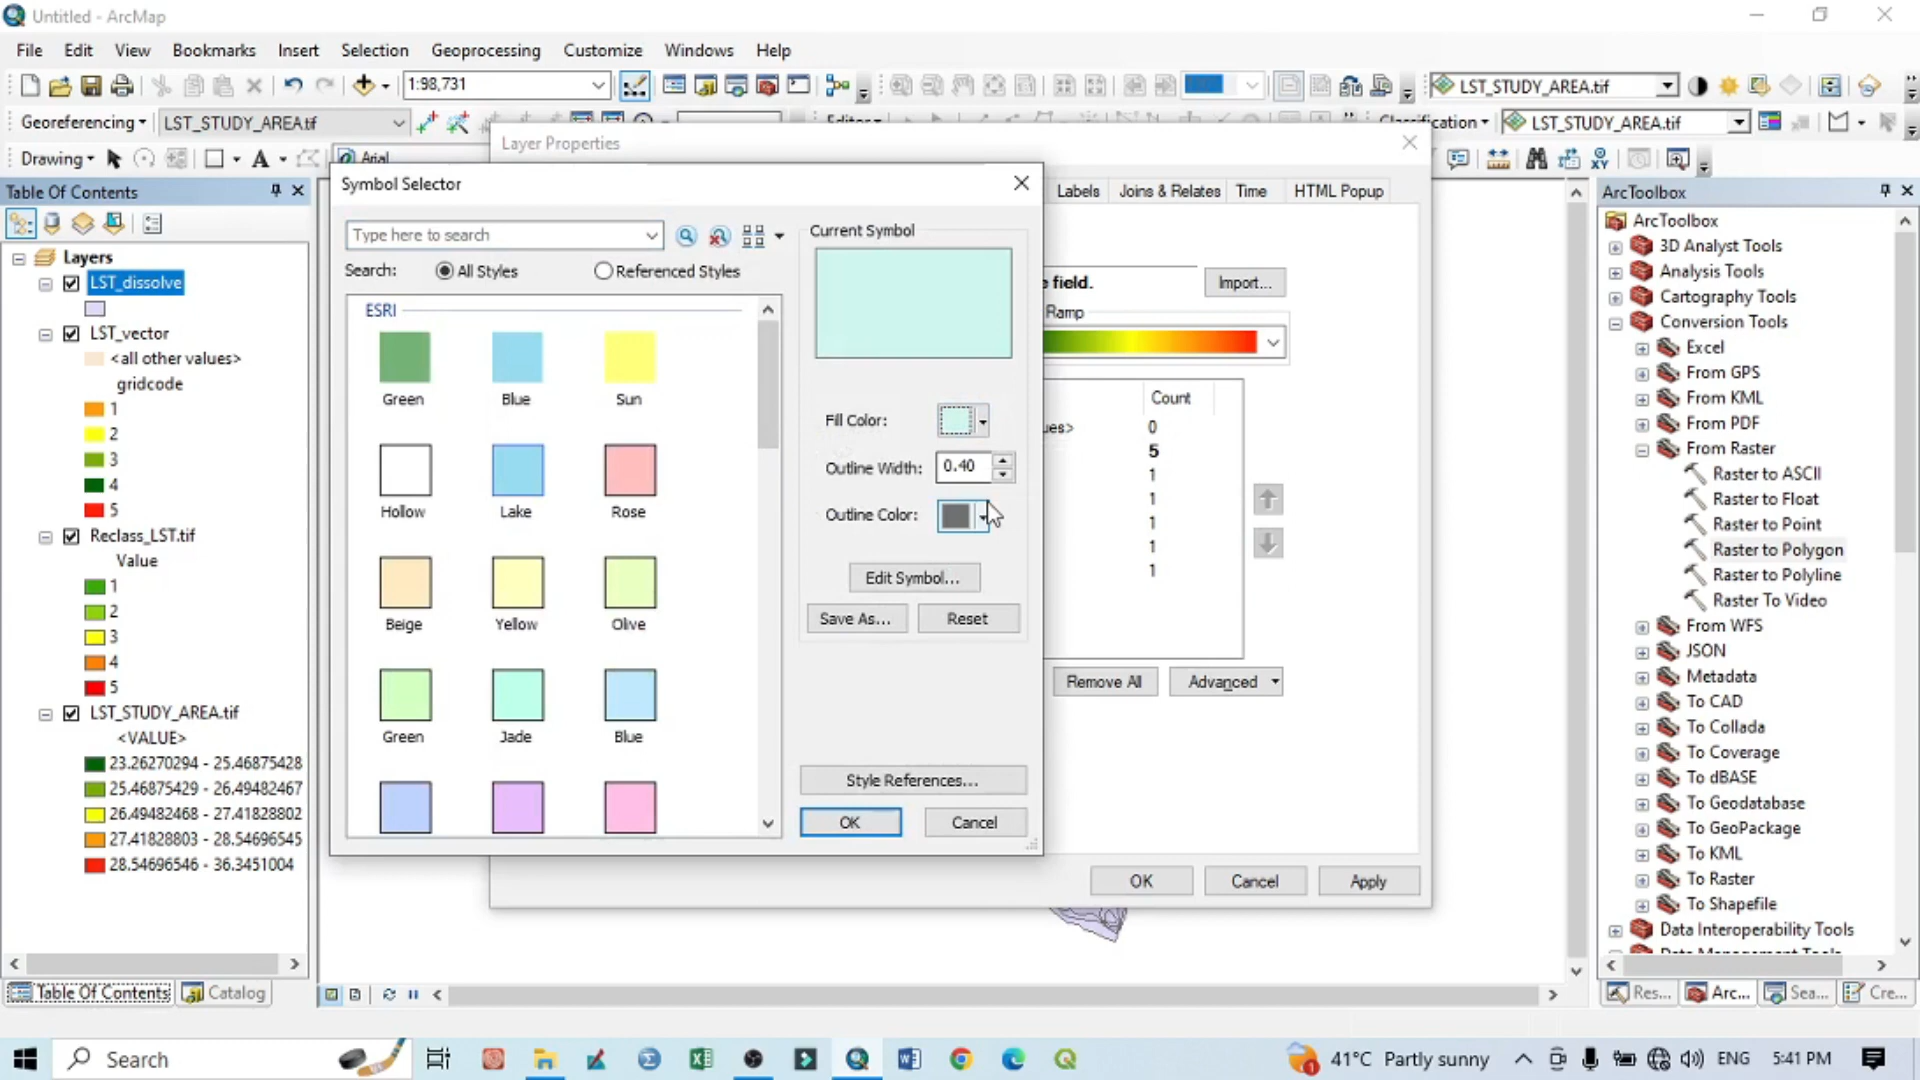 Untitled - ArcMap
File Edit View Bookmarks Insert Selection Geoprocessing Customize Windows Help
1:98,731
LST_STUDY_AREA.tif
Georeferencing
LST_STUDY_AREA.tif
LST_STUDY_AREA.tif
Drawing
A
Arial
Layer Properties
Labels
Joins & Relates
Time
HTML Popup
Import...
Ramp
Count
0
5
1
1
1
1
1
Remove All
Advanced
OK
Cancel
Apply
Symbol Selector
Type here to search
Search:
All Styles
Referenced Styles
ESRI
Green
Blue
Sun
Hollow
Lake
Rose
Beige
Yellow
Olive
Green
Jade
Blue
Current Symbol
Fill Color:
Outline Width:
0.40
Outline Color:
Edit Symbol...
Save As...
Reset
Style References...
OK
Cancel
Table Of Contents
Layers
LST_dissolve
LST_vector
<all other values>
gridcode
1
2
3
4
5
Reclass_LST.tif
Value
1
2
3
4
5
LST_STUDY_AREA.tif
<VALUE>
23.26270294 - 25.46875428
25.46875429 - 26.49482467
26.49482468 - 27.41828802
27.41828803 - 28.54696545
28.54696546 - 36.3451004
Table Of Contents
Catalog
ArcToolbox
ArcToolbox
3D Analyst Tools
Analysis Tools
Cartography Tools
Conversion Tools
Excel
From GPS
From KML
From PDF
From Raster
Raster to ASCII
Raster to Float
Raster to Point
Raster to Polygon
Raster to Polyline
Raster To Video
From WFS
JSON
Metadata
To CAD
To Collada
To Coverage
To dBASE
To Geodatabase
To GeoPackage
To KML
To Raster
To Shapefile
Data Interoperability Tools
Res...
Arc...
Sea...
Cre...
Search
41°C Partly sunny
ENG
5:41 PM